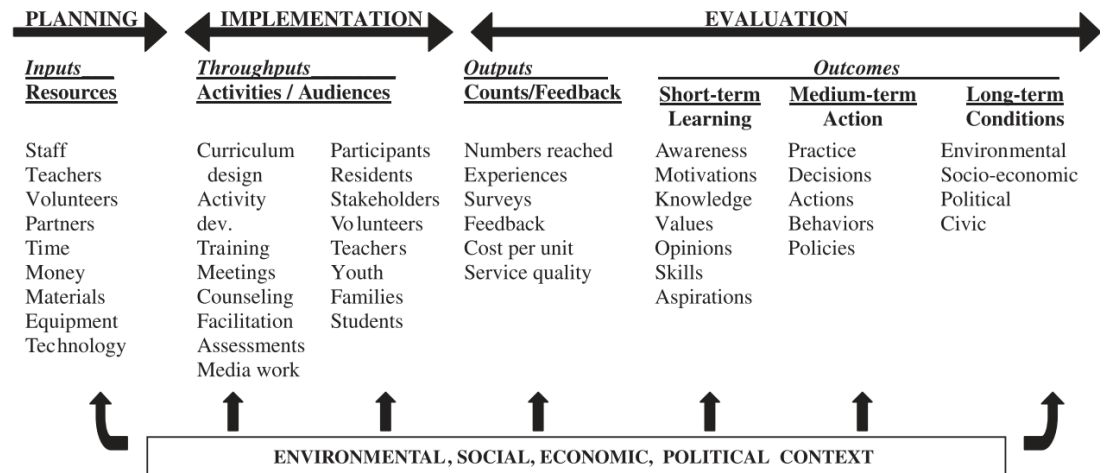 PLANNING
IMPLEMENTATION
EVALUATION
Inputs
Resources
Staff
Teachers
Volunteers
Partners
Time
Money
Materials
Equipment
Technology
Throughputs
Activities / Audiences
Curriculum
design
Activity
dev.
Training
Meetings
Counseling
Facilitation
Assessments
Media work
Participants
Residents
Stakeholders
Volunteers
Teachers
Youth
Families
Students
Outputs
Counts/Feedback
Numbers reached
Experiences
Surveys
Feedback
Cost per unit
Service quality
Outcomes
Short-term
Learning
Awareness
Motivations
Knowledge
Values
Opinions
Skills
Aspirations
Medium-term
Action
Practice
Decisions
Actions
Behaviors
Policies
Long-term
Conditions
Environmental
Socio-economic
Political
Civic
ENVIRONMENTAL, SOCIAL, ECONOMIC, POLITICAL CONTEXT